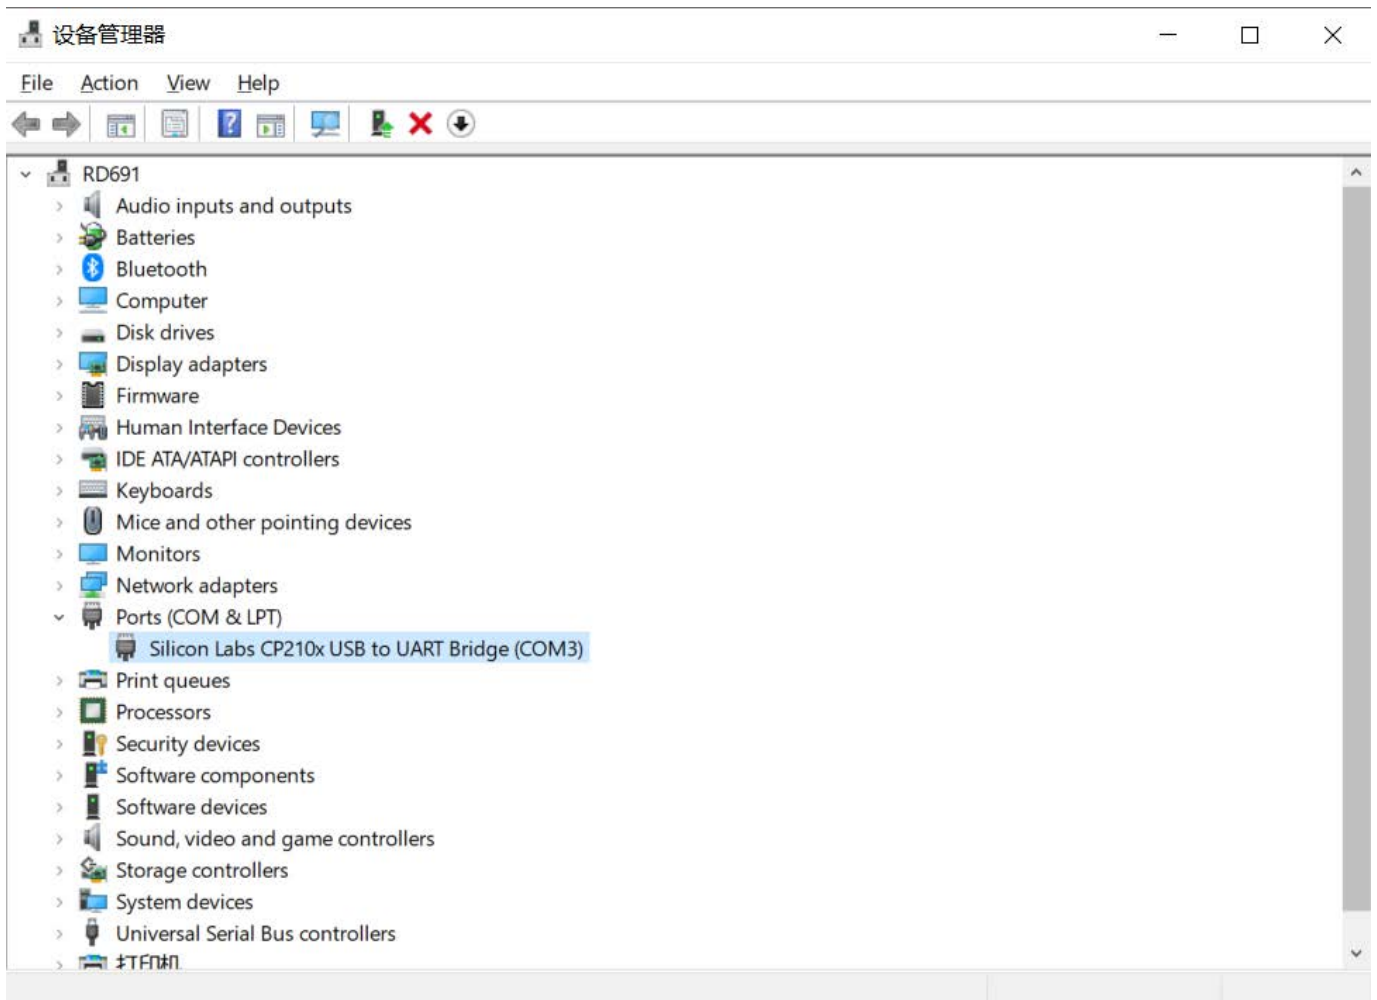 设备管理器
File Action View Help
RD691
Audio inputs and outputs
Batteries
Bluetooth
Computer
Disk drives
Display adapters
Firmware
Human Interface Devices
IDE ATA/ATAPI controllers
Keyboards
Mice and other pointing devices
Monitors
Network adapters
Ports (COM & LPT)
Silicon Labs CP210x USB to UART Bridge (COM3)
Print queues
Processors
Security devices
Software components
Software devices
Sound, video and game controllers
Storage controllers
System devices
Universal Serial Bus controllers
打印机